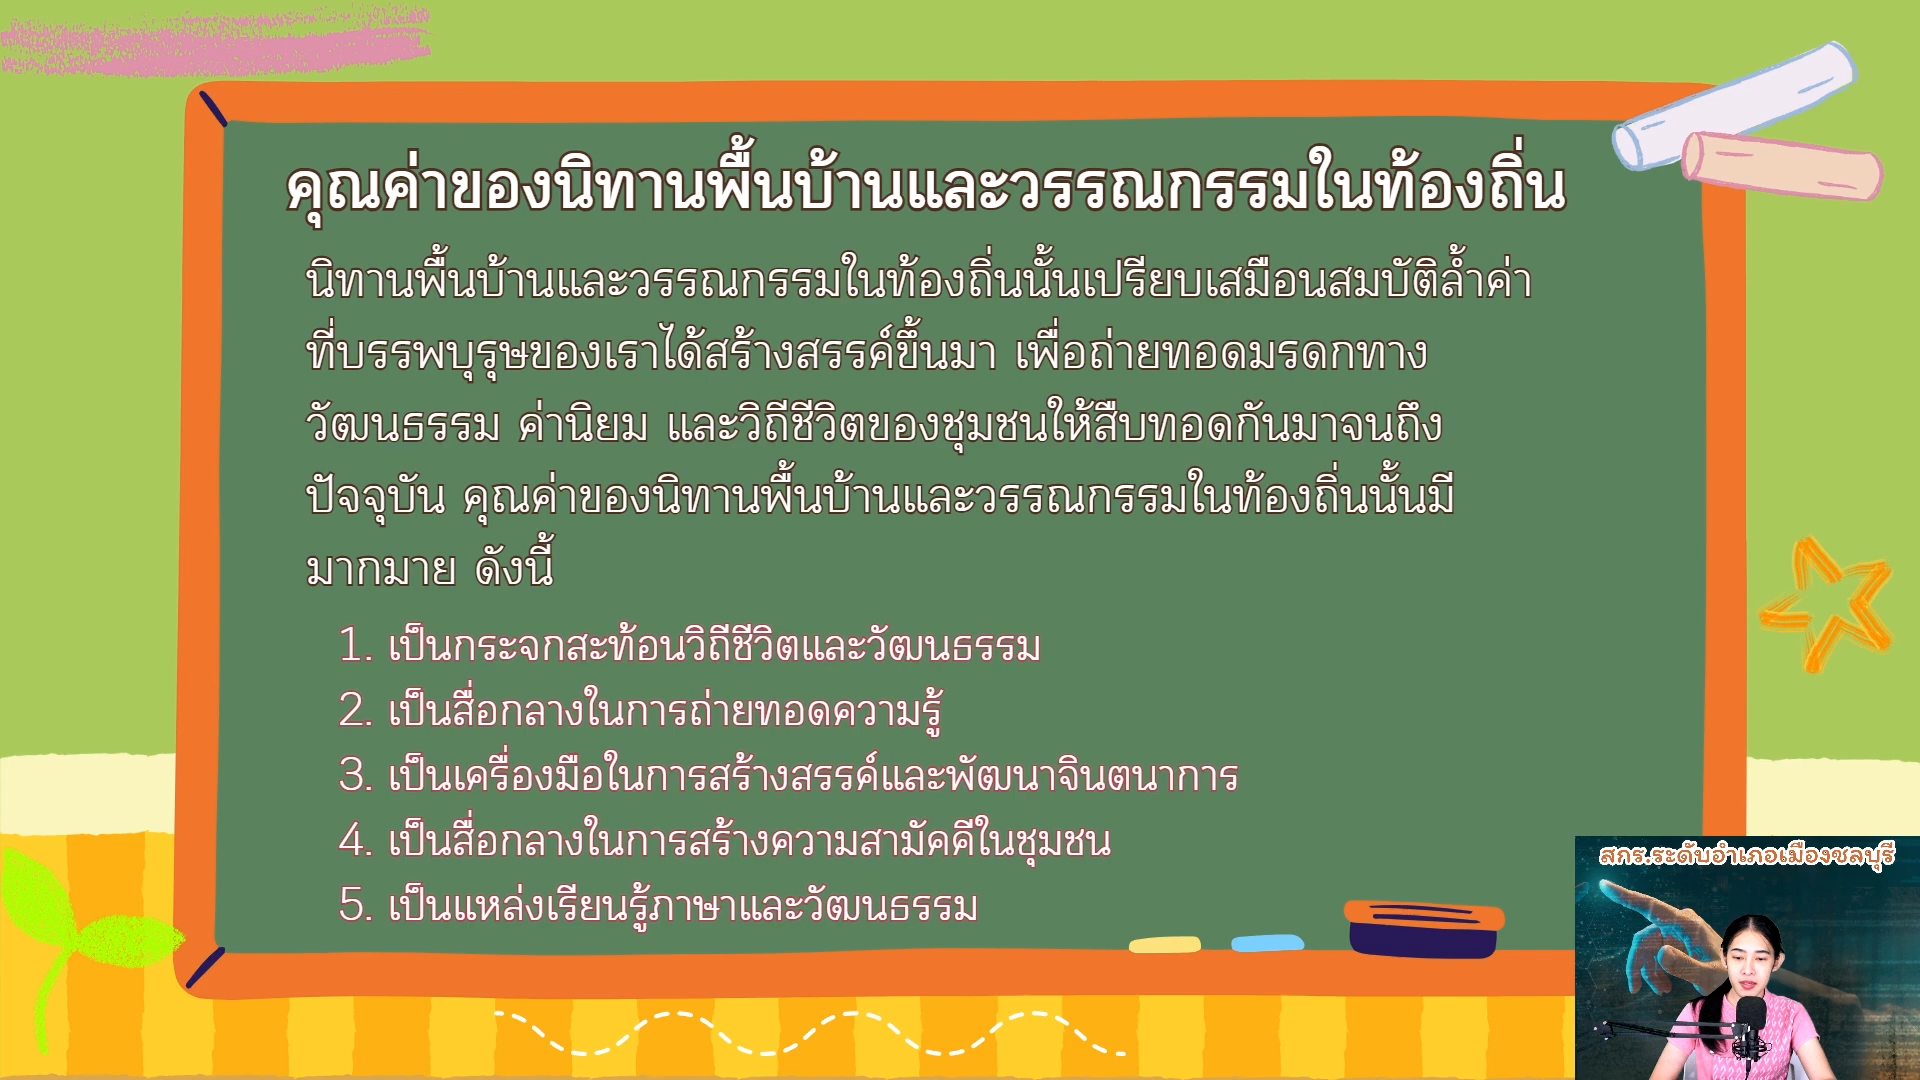 คุณค่าของนิทานพื้นบ้านและวรรณกรรมในท้องถิ่น
นิทานพื้นบ้านและวรรณกรรมในท้องถิ่นนั้นเปรียบเสมือนสมบัติล้ำค่า
ที่บรรพบุรุษของเราได้สร้างสรรค์ขึ้นมา เพื่อถ่ายทอดมรดกทาง
วัฒนธรรม ค่านิยม และวิถีชีวิตของชุมชนให้สืบทอดกันมาจนถึง
ปัจจุบัน คุณค่าของนิทานพื้นบ้านและวรรณกรรมในท้องถิ่นนั้นมี
มากมาย ดังนี้
1. เป็นกระจกสะท้อนวิถีชีวิตและวัฒนธรรม
2. เป็นสื่อกลางในการถ่ายทอดความรู้
3. เป็นเครื่องมือในการสร้างสรรค์และพัฒนาจินตนาการ
4. เป็นสื่อกลางในการสร้างความสามัคคีในชุมชน
5. เป็นแหล่งเรียนรู้ภาษาและวัฒนธรรม
สกร.ระดับอำเภอเมืองชลบุรี